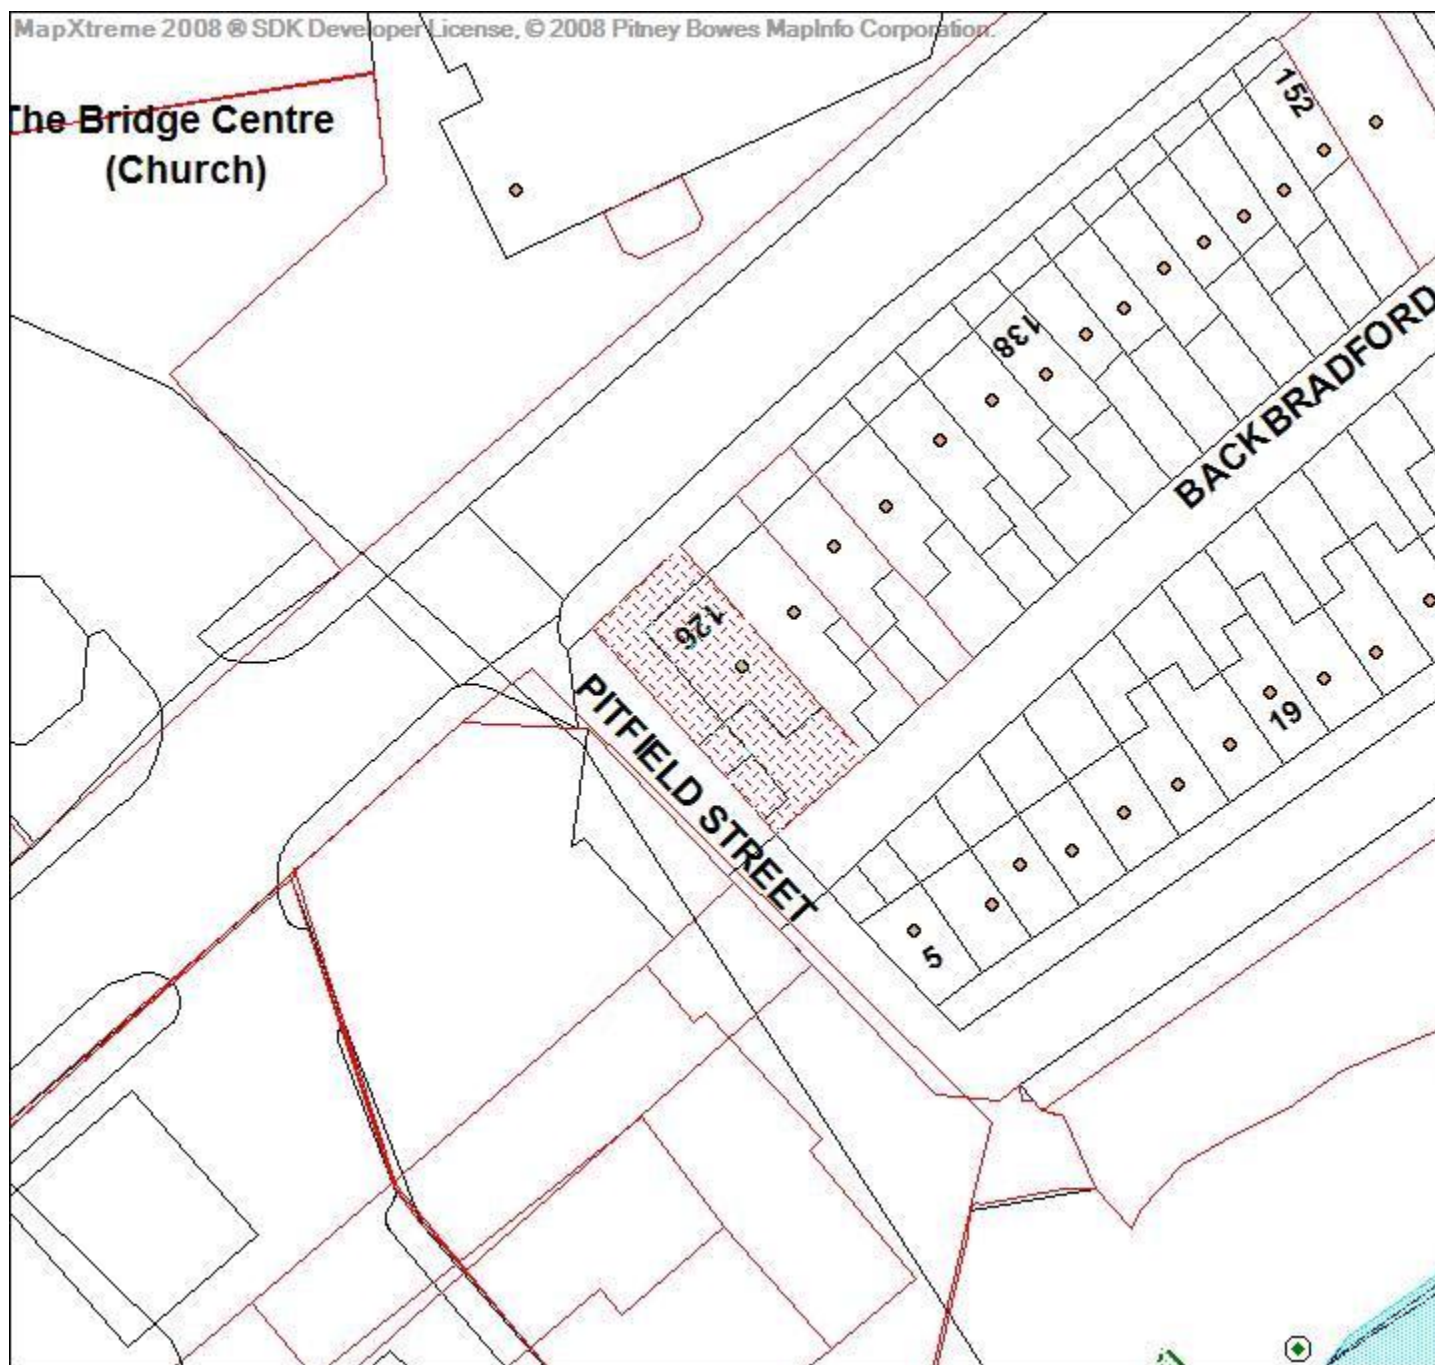 MapXtreme 2008 ® SDK Developer License, © 2008 Pitney Bowes MapInfo Corporation.
The Bridge Centre
(Church)
152
138
BACK BRADFORD
126
PITFIELD STREET
19
5